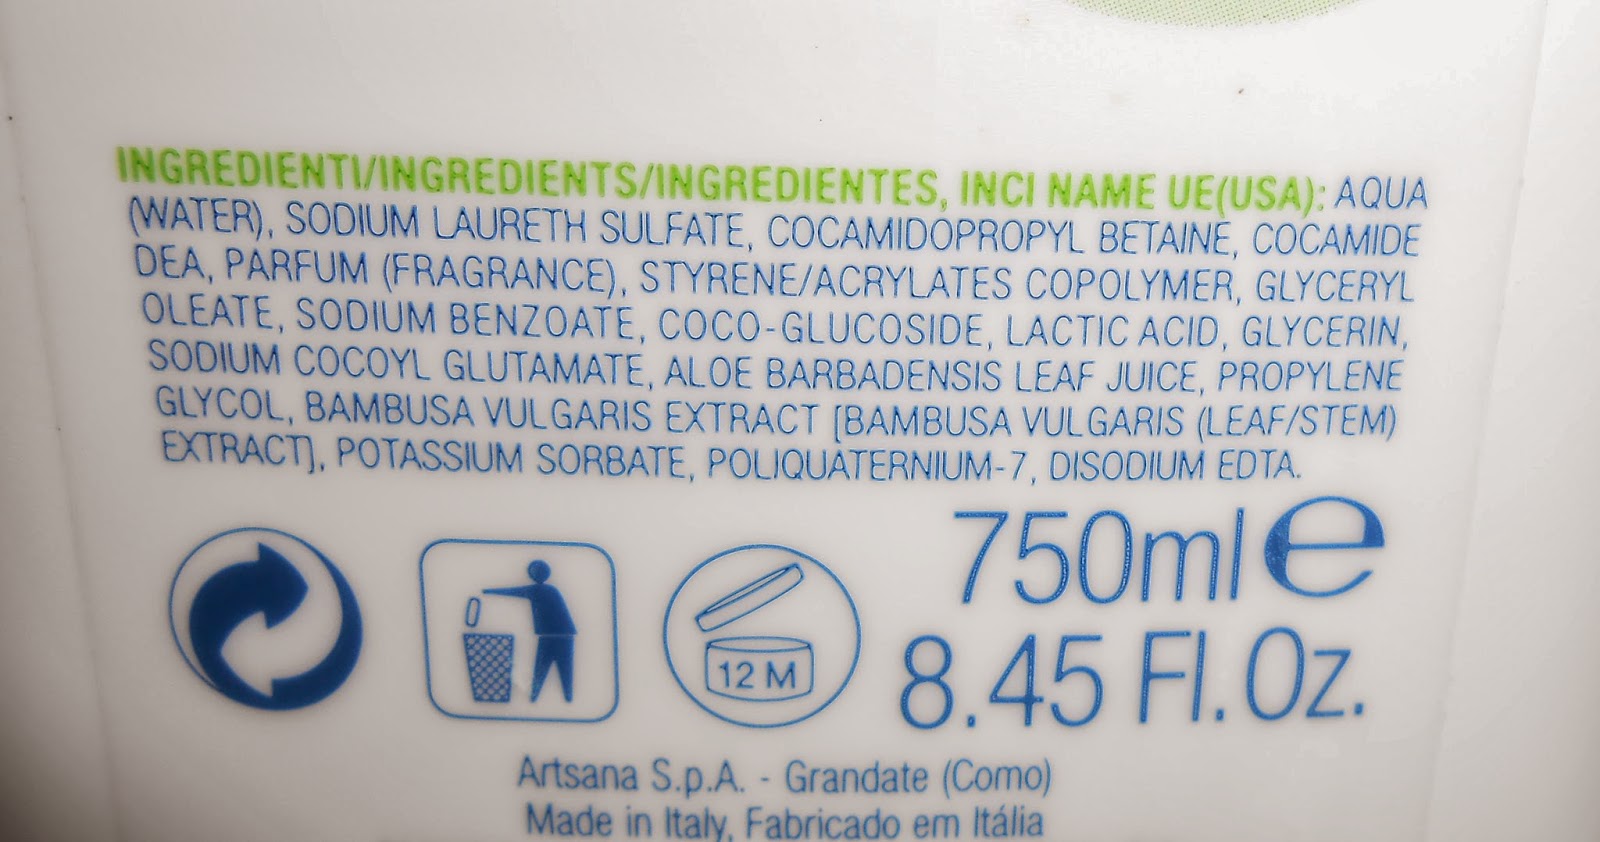 INGREDIENTI/INGREDIENTS/INGREDIENTES, INCI NAME UE(USA): AQUA
(WATER), SODIUM LAURETH SULFATE, COCAMIDOPROPYL BETAINE, COCAMIDE
DEA, PARFUM (FRAGRANCE), STYRENE/ACRYLATES COPOLYMER, GLYCERYL
OLEATE, SODIUM BENZOATE, COCO-GLUCOSIDE, LACTIC ACID, GLYCERIN,
SODIUM COCOYL GLUTAMATE, ALOE BARBADENSIS LEAF JUICE, PROPYLENE
GLYCOL, BAMBUSA VULGARIS EXTRACT [BAMBUSA VULGARIS (LEAF/STEM)
EXTRACT], POTASSIUM SORBATE, POLIQUATERNIUM-7, DISODIUM EDTA.
750ml e
12 M
8.45 Fl. Oz.
Artsana S.p.A. - Grandate (Como)
Made in Italy, Fabricado em Itália